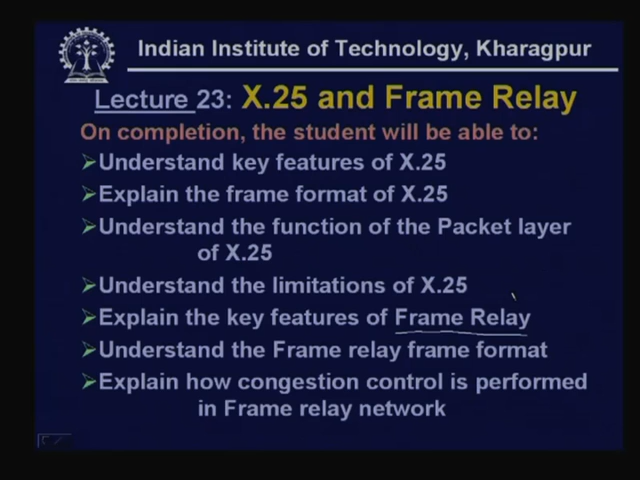 Indian Institute of Technology, Kharagpur
Lecture 23: X.25 and Frame Relay
On completion, the student will be able to:
➢Understand key features of X.25
➢Explain the frame format of X.25
➢Understand the function of the Packet layer
of X.25
➢Understand the limitations of X.25
➢Explain the key features of Frame Relay
➢Understand the Frame relay frame format
➢Explain how congestion control is performed
in Frame relay network